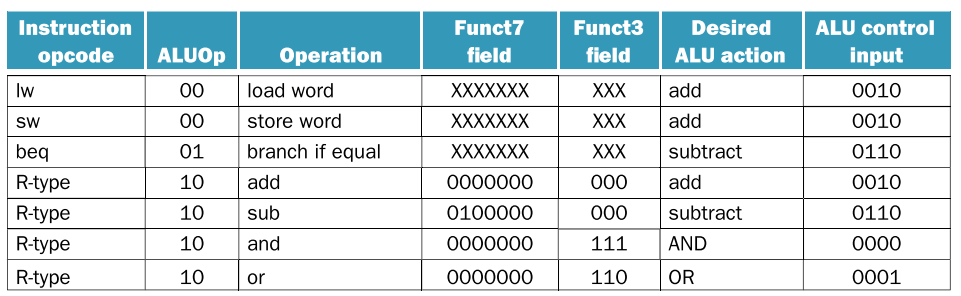 Instruction opcode ALUOp Operation Funct7 field Funct3 field Desired ALU action ALU control input
lw 00 load word XXXXXXX XXX add 0010
sw 00 store word XXXXXXX XXX add 0010
beq 01 branch if equal XXXXXXX XXX subtract 0110
R-type 10 add 0000000 000 add 0010
R-type 10 sub 0100000 000 subtract 0110
R-type 10 and 0000000 111 AND 0000
R-type 10 or 0000000 110 OR 0001